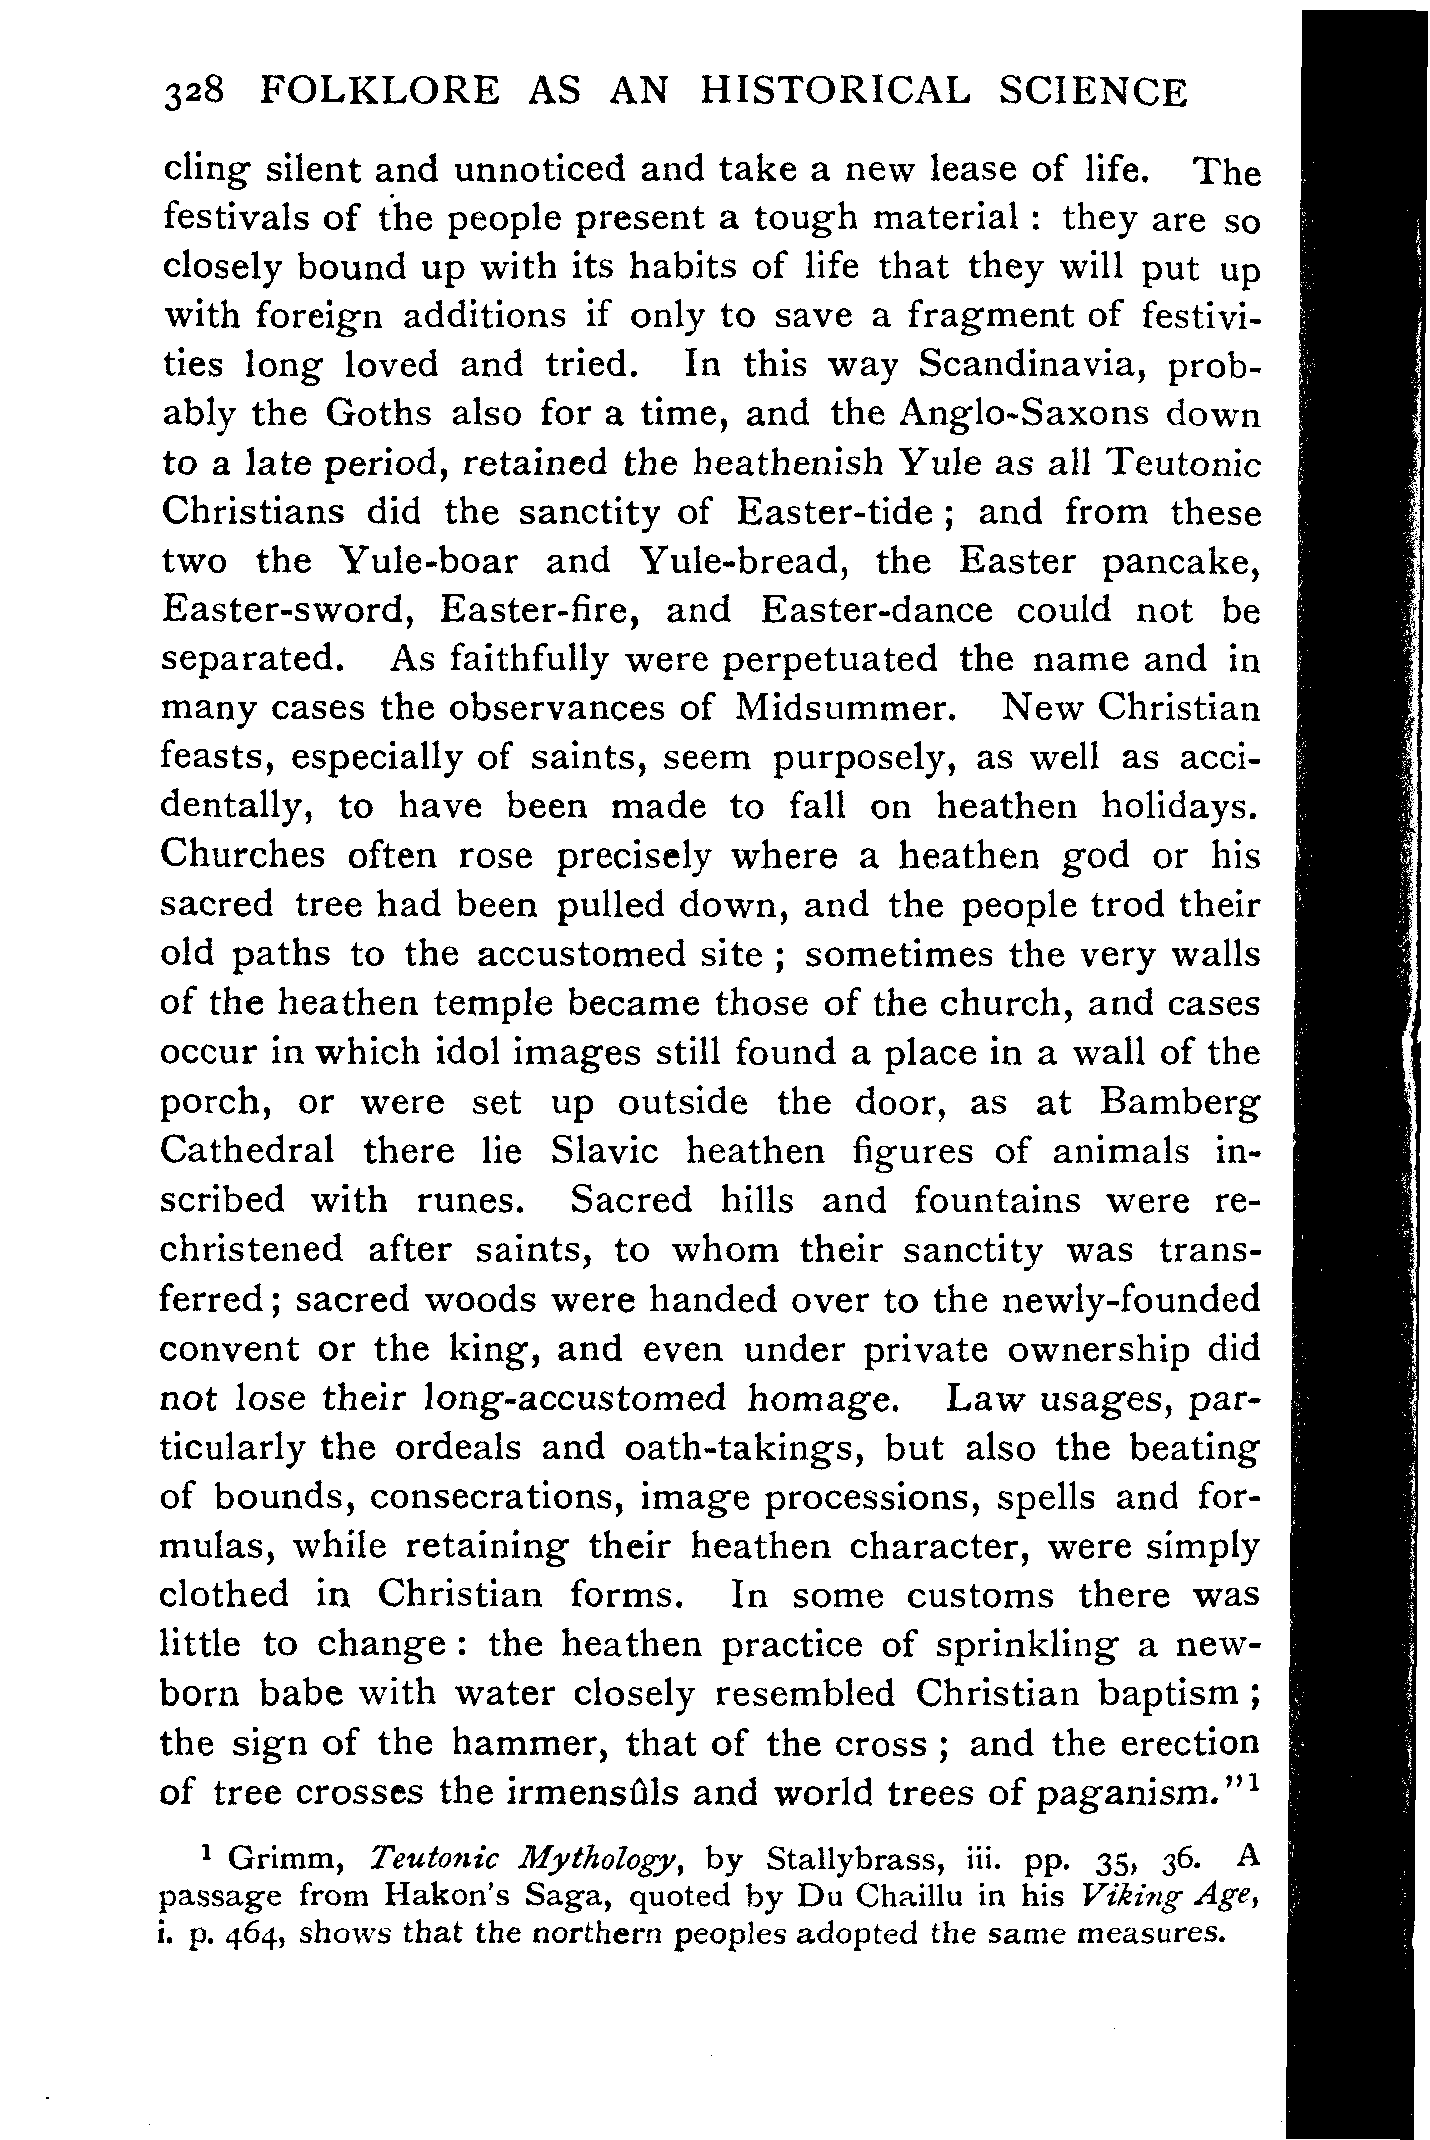 328 FOLKLORE AS AN HISTORICAL SCIENCE
cling silent and unnoticed and take a new lease of life. The
festivals of the people present a tough material : they are so
closely bound up with its habits of life that they will put up
with foreign additions if only to save a fragment of festivi-
ties long loved and tried. In this way Scandinavia, prob-
ably the Goths also for a time, and the Anglo-Saxons down
to a late period, retained the heathenish Yule as all Teutonic
Christians did the sanctity of Easter-tide ; and from these
two the Yule-boar and Yule-bread, the Easter pancake,
Easter-sword, Easter-fire, and Easter-dance could not be
separated. As faithfully were perpetuated the name and in
many cases the observances of Midsummer. New Christian
feasts, especially of saints, seem purposely, as well as acci-
dentally, to have been made to fall on heathen holidays.
Churches often rose precisely where a heathen god or his
sacred tree had been pulled down, and the people trod their
old paths to the accustomed site ; sometimes the very walls
of the heathen temple became those of the church, and cases
occur in which idol images still found a place in a wall of the
porch, or were set up outside the door, as at Bamberg
Cathedral there lie Slavic heathen figures of animals in-
scribed with runes. Sacred hills and fountains were re-
christened after saints, to whom their sanctity was trans-
ferred ; sacred woods were handed over to the newly-founded
convent or the king, and even under private ownership did
not lose their long-accustomed homage. Law usages, par-
ticularly the ordeals and oath-takings, but also the beating
of bounds, consecrations, image processions, spells and for-
mulas, while retaining their heathen character, were simply
clothed in Christian forms. In some customs there was
little to change : the heathen practice of sprinkling a new-
born babe with water closely resembled Christian baptism ;
the sign of the hammer, that of the cross ; and the erection
of tree crosses the irmensûls and world trees of paganism."¹
¹ Grimm, Teutonic Mythology, by Stallybrass, iii. pp. 35, 36. A
passage from Hakon's Saga, quoted by Du Chaillu in his Viking Age,
i. p. 464, shows that the northern peoples adopted the same measures.